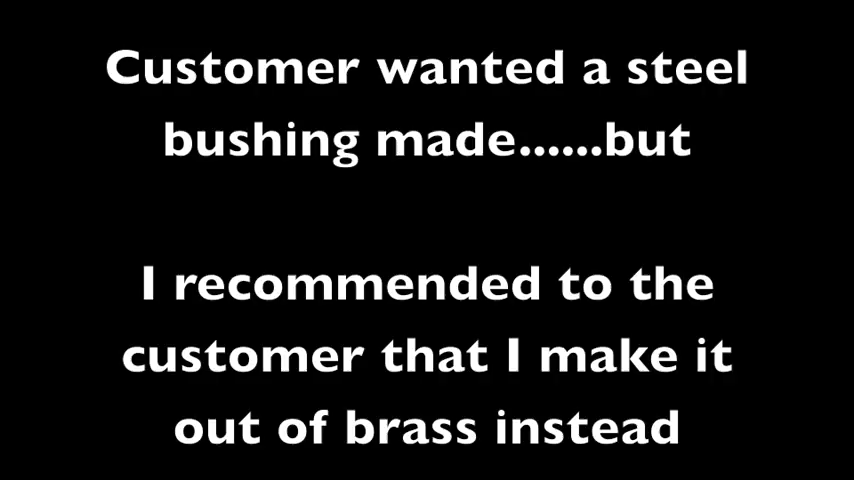 Customer wanted a steel
bushing made......but
I recommended to the
customer that I make it
out of brass instead